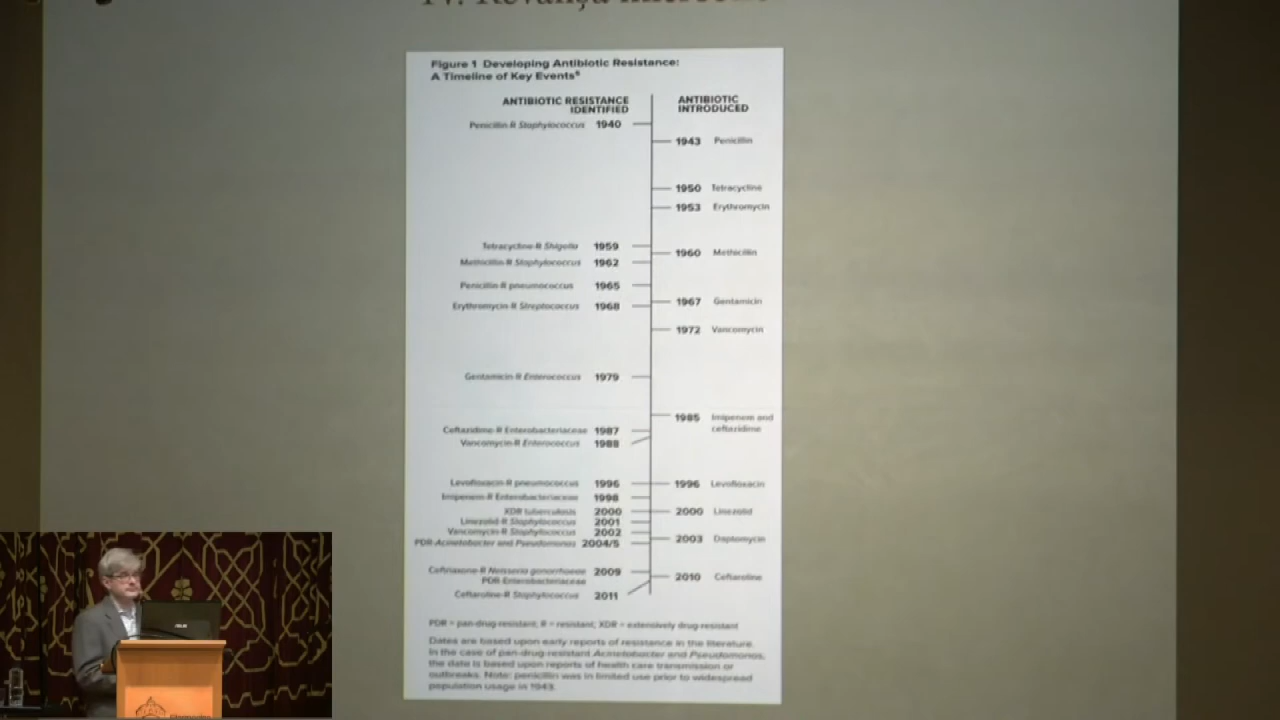 Figure 1 Developing Antibiotic Resistance:
A Timeline of Key Events
ANTIBIOTIC RESISTANCE
IDENTIFIED
ANTIBIOTIC
INTRODUCED
Penicillin-R Staphylococcus 1940
1943 Penicillin
1950 Tetracycline
1953 Erythromycin
Tetracycline-R Shigella 1959
1960 Methicillin
Methicillin-R Staphylococcus 1962
Penicillin-R pneumococcus 1965
1967 Gentamicin
Erythromycin-R Streptococcus 1968
1972 Vancomycin
Gentamicin-R Enterococcus 1979
1985 Imipenem and
ceftazidime
Ceftazidime-R Enterobacteriaceae 1987
Vancomycin-R Enterococcus 1988
Levofloxacin-R pneumococcus 1996
1996 Levofloxacin
Imipenem-R Enterobacteriaceae 1998
XDR tuberculosis 2000
2000 Linezolid
Linezolid-R Staphylococcus 2001
Vancomycin-R Staphylococcus 2002
PDR-Acinetobacter and Pseudomonas 2004/5
2003 Daptomycin
Ceftriaxone-R Neisseria gonorrhoeae 2009
PDR-Enterobacteriaceae
2010 Ceftaroline
Ceftaroline-R Staphylococcus 2011
PDR = pan-drug-resistant; R = resistant; XDR = extensively drug-resistant
Dates are based upon early reports of resistance in the literature.
In the case of pan-drug-resistant Acinetobacter and Pseudomonas,
the date is based upon reports of health care transmission or
outbreaks. Note: penicillin was in limited use prior to widespread
population usage in 1943.
ASUS